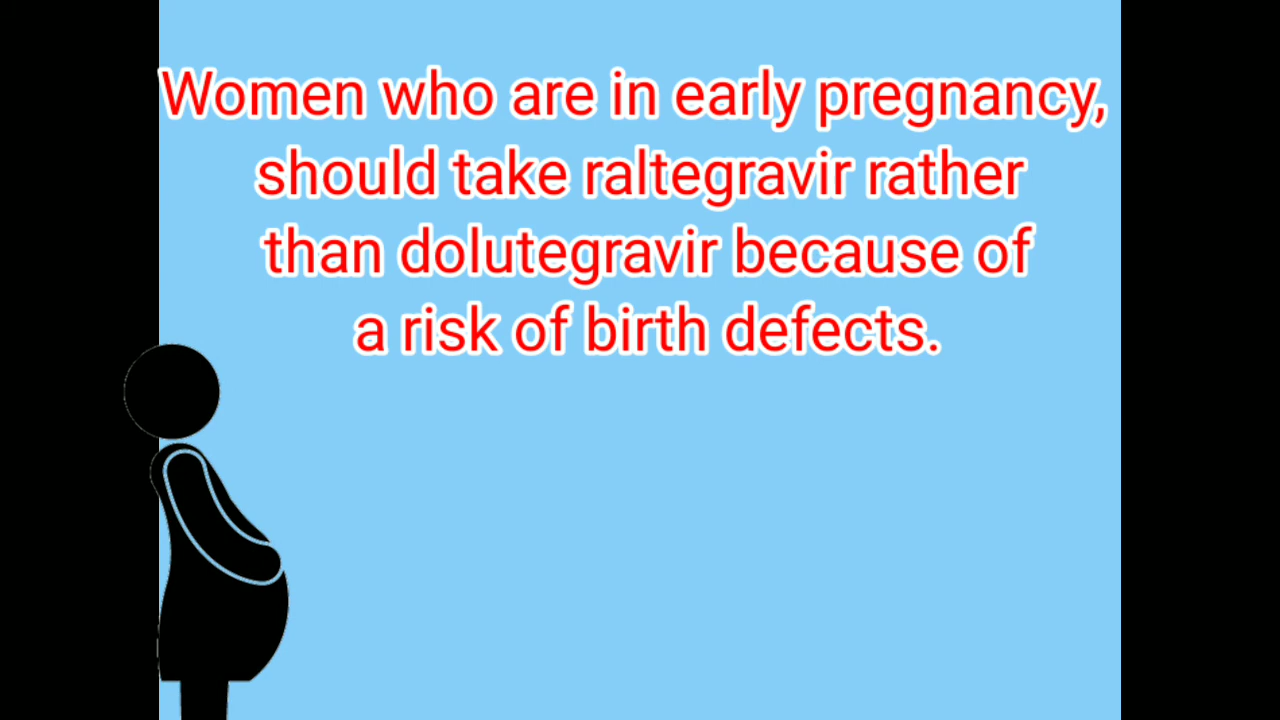 Women who are in early pregnancy,
should take raltegravir rather
than dolutegravir because of
a risk of birth defects.